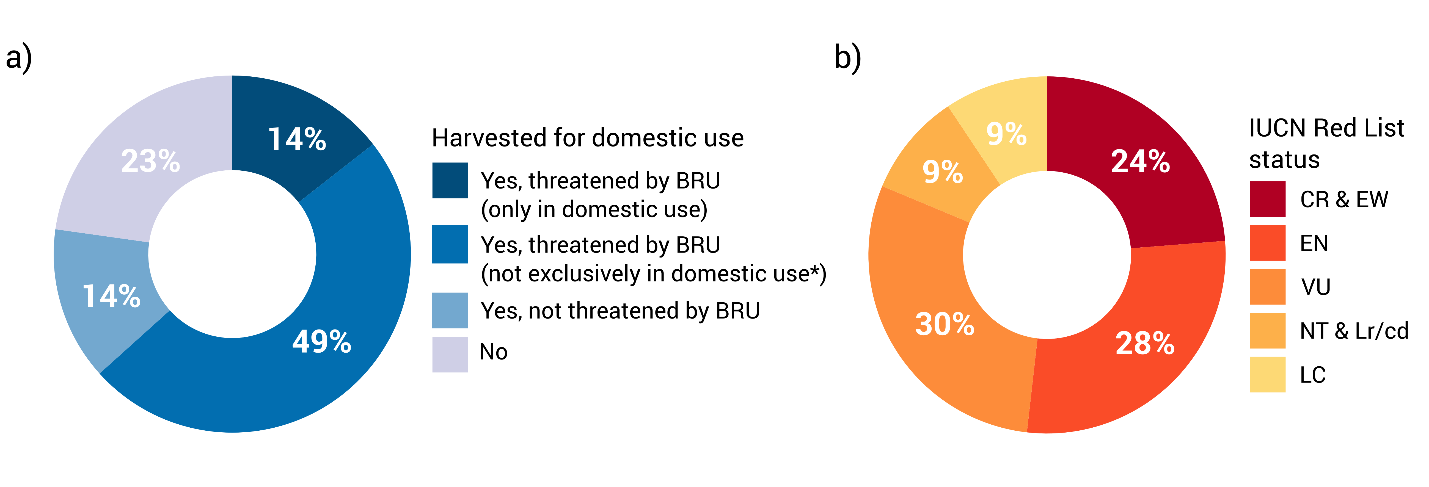 a)
14%
23%
14%
49%
Harvested for domestic use
Yes, threatened by BRU
(only in domestic use)
Yes, threatened by BRU
(not exclusively in domestic use*)
Yes, not threatened by BRU
No
b)
9%
24%
9%
30%
28%
IUCN Red List
status
CR & EW
EN
VU
NT & Lr/cd
LC